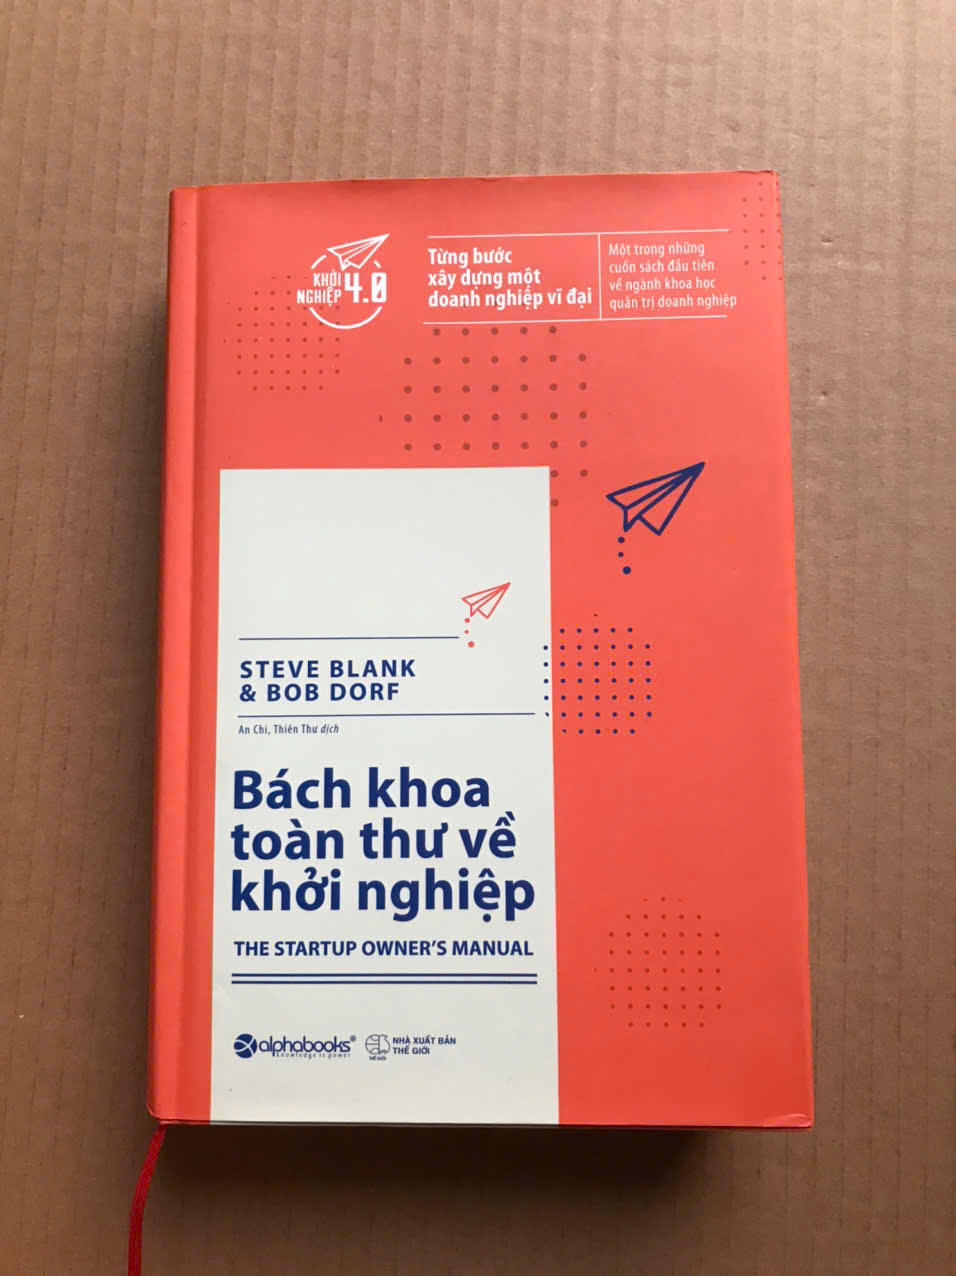 KHỞI
NGHIỆP 4.0
Từng bước
xây dựng một
doanh nghiệp vĩ đại
Một trong những
cuốn sách đầu tiên
về ngành khoa học
quản trị doanh nghiệp
STEVE BLANK
& BOB DORF
An Chi, Thiên Thư dịch
Bách khoa
toàn thư về
khởi nghiệp
THE STARTUP OWNER'S MANUAL
alphabooks®
knowledge is power
THẾ GIỚI
NHÀ XUẤT BẢN
THẾ GIỚI